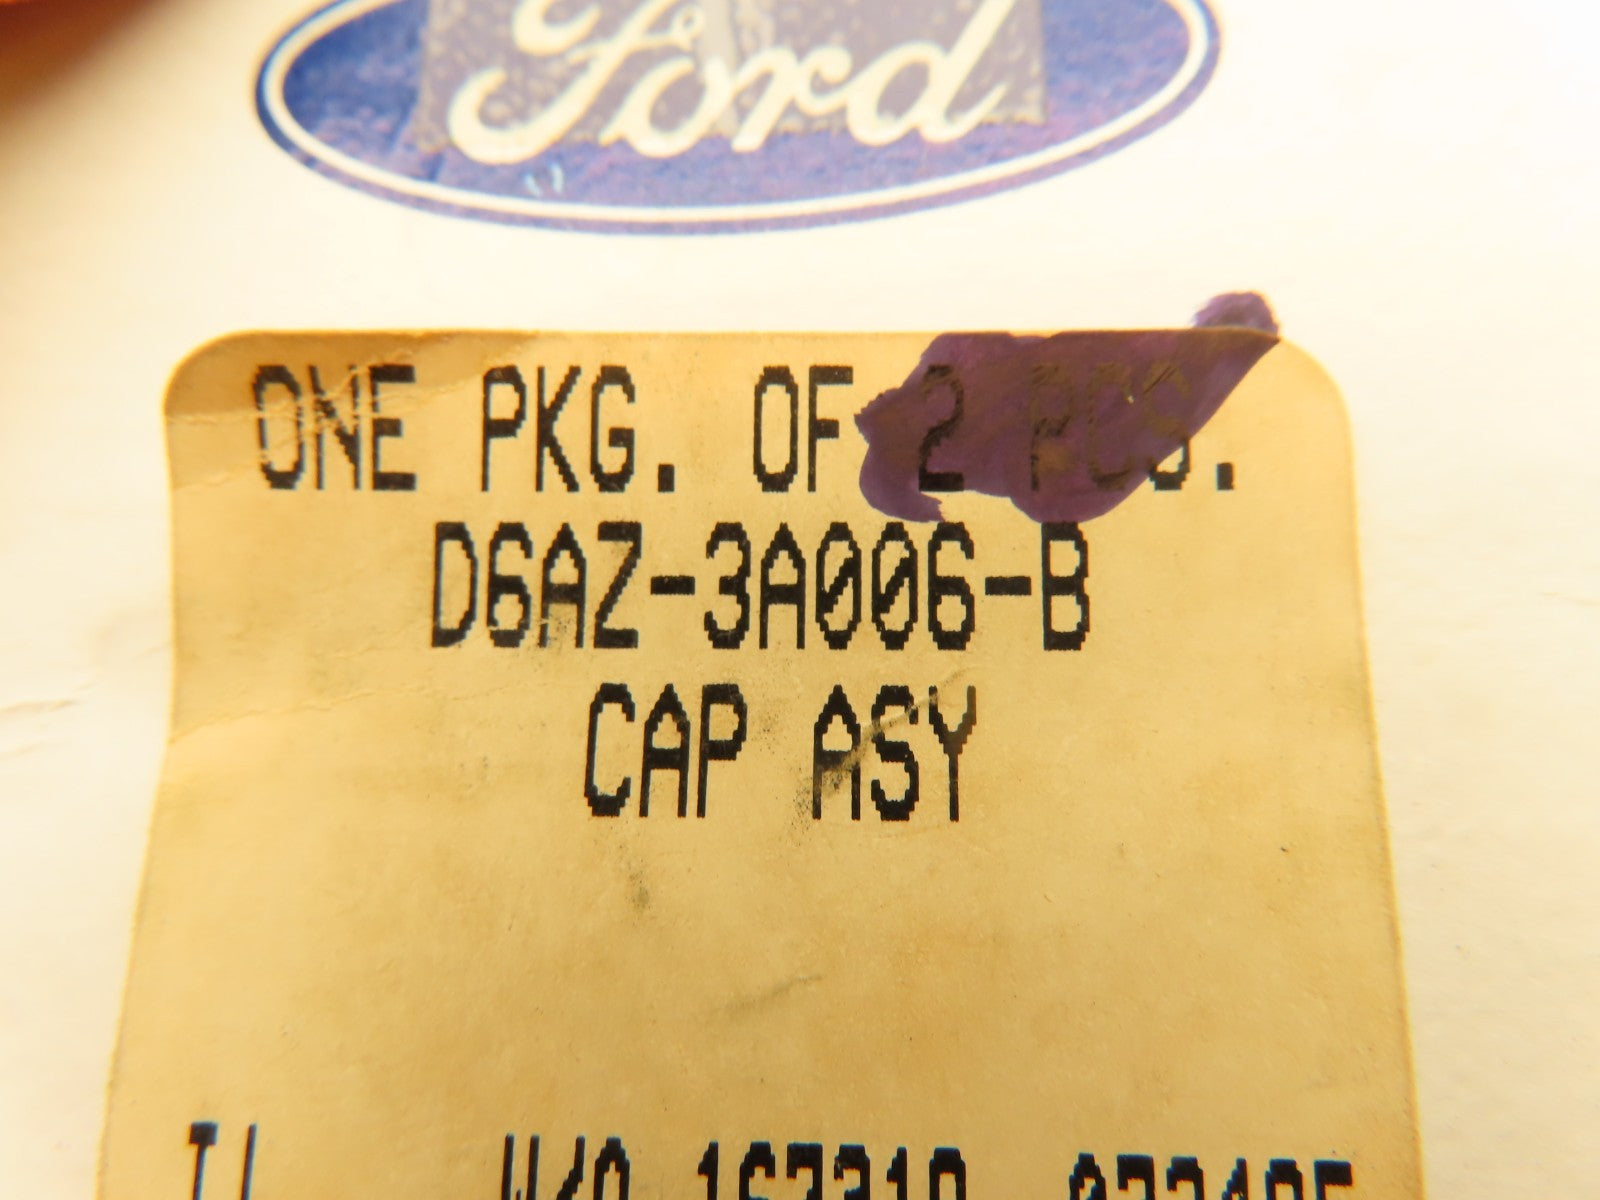 Ford
ONE PKG. OF 2 PCS.
D6AZ-3A006-B
CAP ASY
W/O